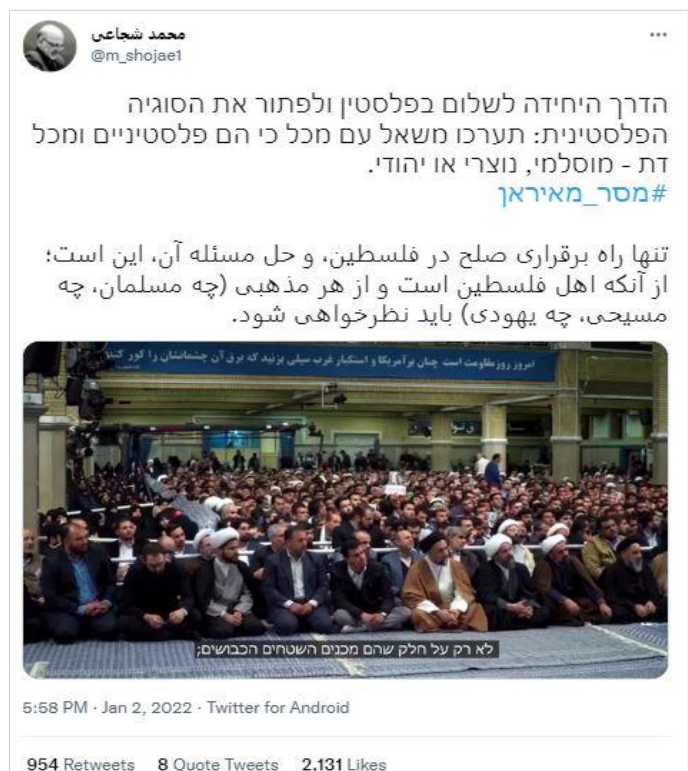 محمد شجاعی
@m_shojae1
הדרך היחידה לשלום בפלסטין ולפתור את הסוגיה
הפלסטינית: תערכו משאל עם מכל כי הם פלסטיניים ומכל
דת - מוסלמי, נוצרי או יהודי.
#מסר_מאיראן
تنها راه برقراری صلح در فلسطین، و حل مسئله آن، این است؛
از آنکه اهل فلسطین است و از هر مذهبی (چه مسلمان، چه
مسیحی، چه یهودی) باید نظرخواهی شود.
امروز روز مقاومت است چنان بر آمریکا و استکبار غرب سیلی بزنید که برق آن چشمانشان را کور کند
לא רק על חלק שהם מכנים השטחים הכבושים;
5:58 PM · Jan 2, 2022 · Twitter for Android
954 Retweets 8 Quote Tweets 2,131 Likes